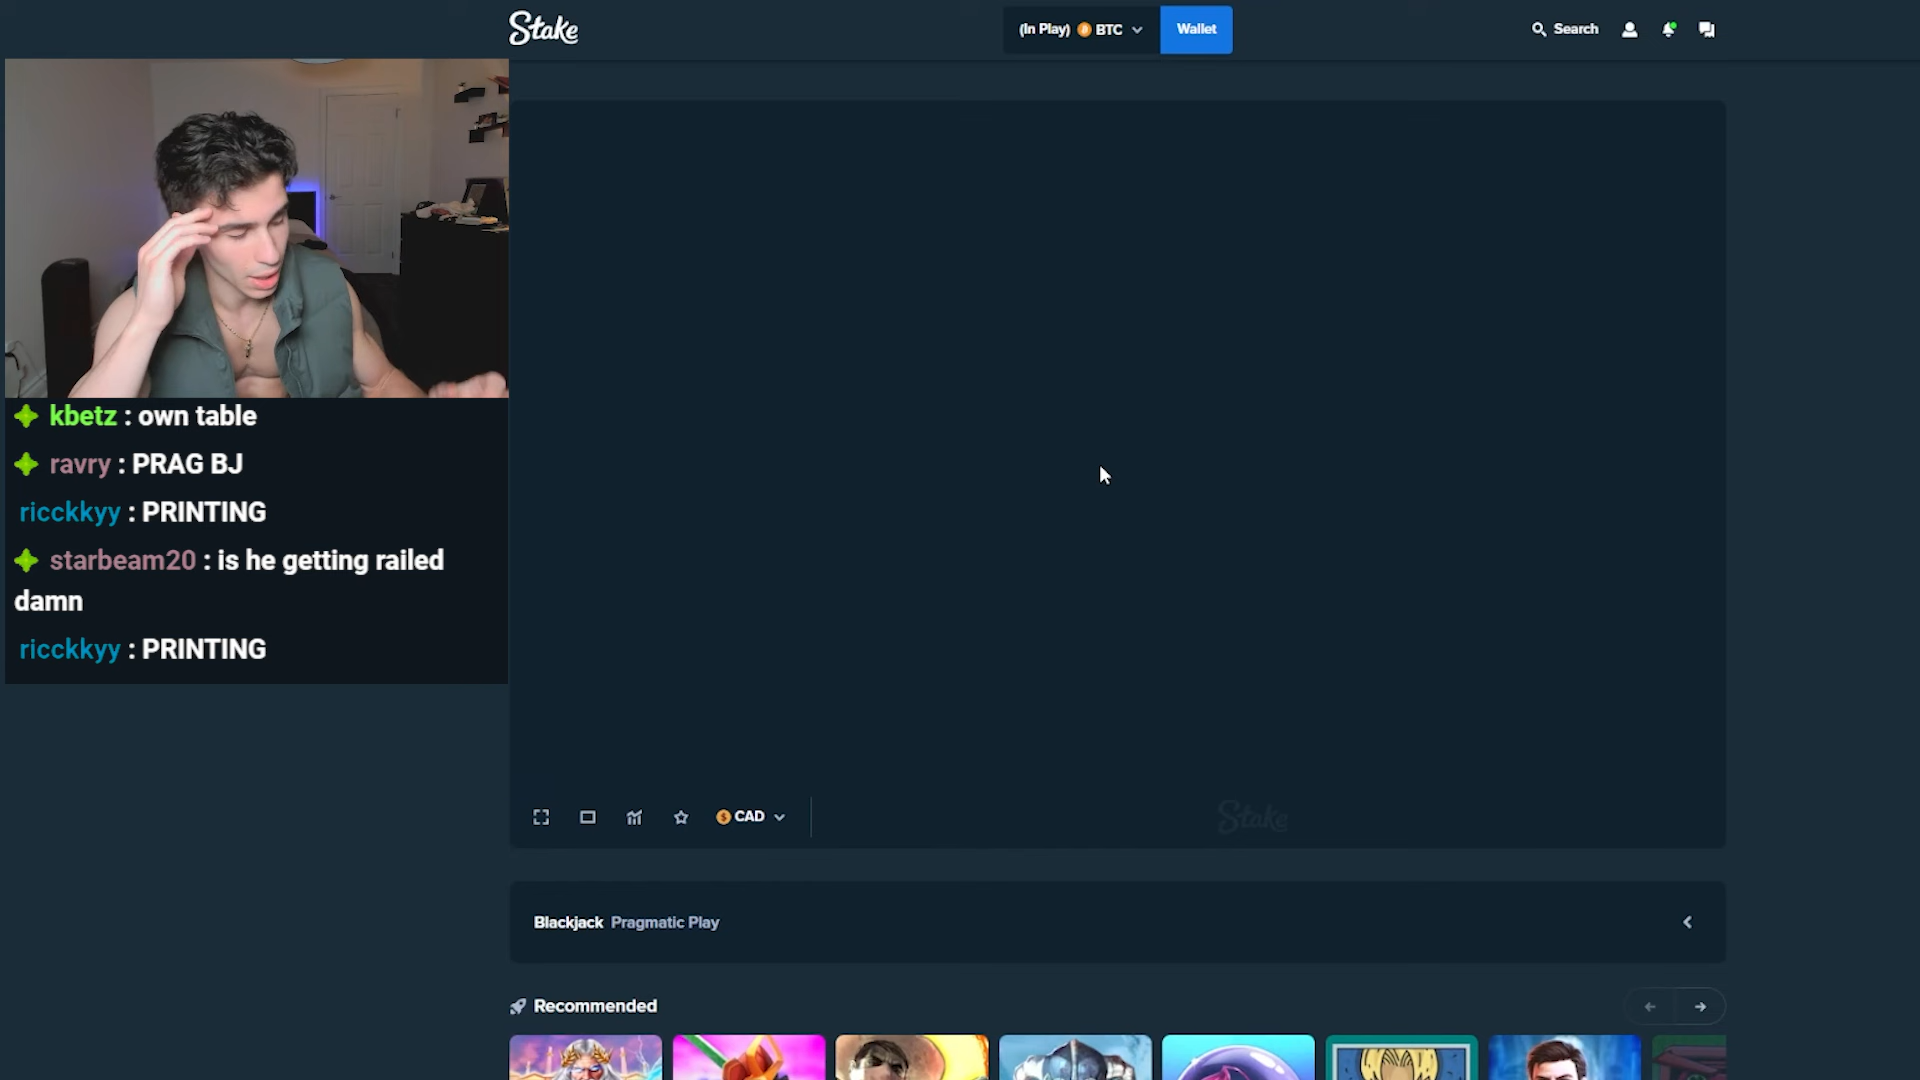 Stake
(In Play) BTC
Wallet
Search
kbetz : own table
ravry : PRAG BJ
ricckkyy : PRINTING
starbeam20 : is he getting railed
damn
ricckkyy : PRINTING
CAD
Stake
Blackjack Pragmatic Play
Recommended